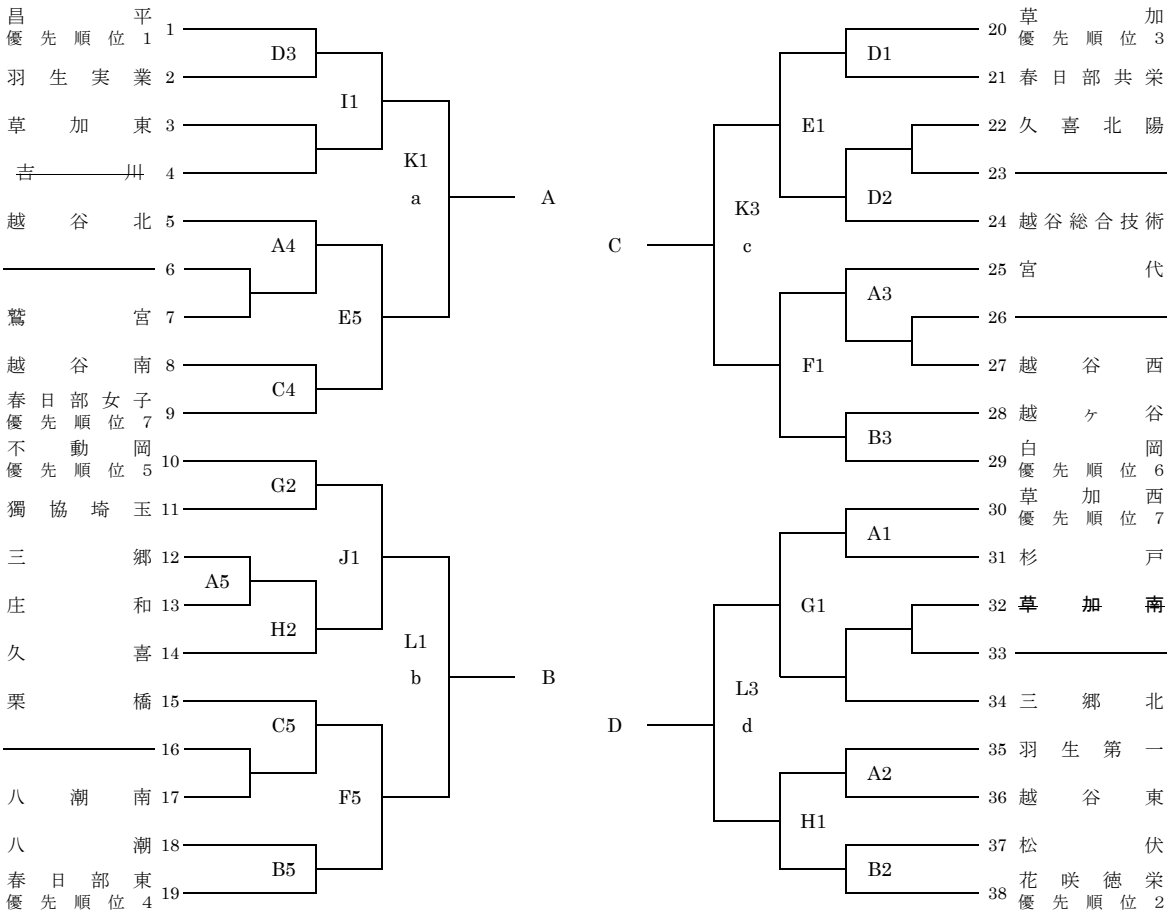 昌平 1
優先順位1
羽生実業 2
草加東 3
吉川 4
越谷北 5
6
鷲宮 7
越谷南 8
春日部女子 9
優先順位7
不動岡 10
優先順位5
獨協埼玉 11
三郷 12
庄和 13
久喜 14
栗橋 15
16
八潮南 17
八潮 18
春日部東 19
優先順位4
D3
I1
K1
a
A
A4
E5
C4
G2
J1
A5
H2
L1
b
B
C5
F5
B5
20 草加
優先順位3
21 春日部共栄
22 久喜北陽
23
24 越谷総合技術
25 宮代
26
27 越谷西
28 越ヶ谷
29 白岡
優先順位6
30 草加西
優先順位7
31 杉戸
32 草加南
33
34 三郷北
35 羽生第一
36 越谷東
37 松伏
38 花咲徳栄
優先順位2
D1
E1
D2
K3
c
C
A3
F1
B3
A1
G1
L3
d
D
A2
H1
B2